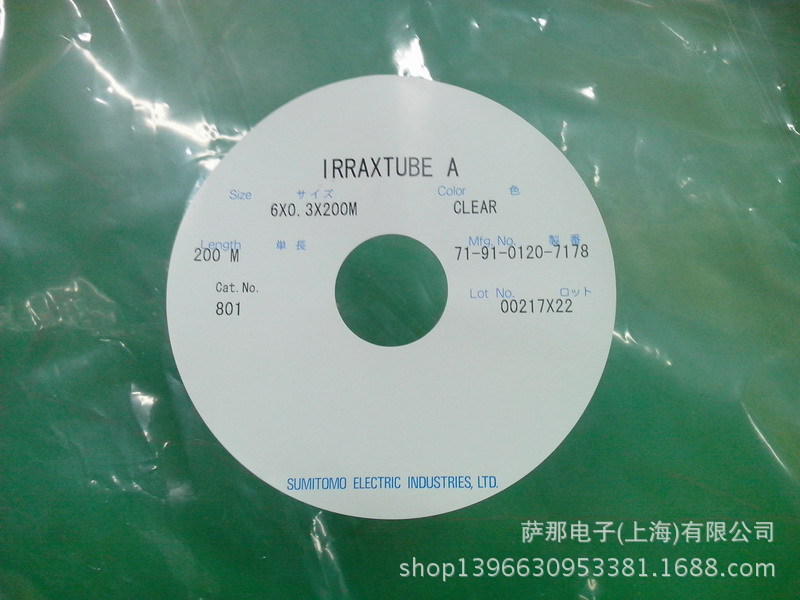 IRRAXTUBE A
Size サイズ Color 色
6X0.3X200M CLEAR
Length 単長 Mfg. No. 製番
200 M 71-91-0120-7178
Cat.No. Lot No. ロット
801 00217X22
SUMITOMO ELECTRIC INDUSTRIES, LTD.
萨那电子(上海)有限公司
shop1396630953381.1688.com